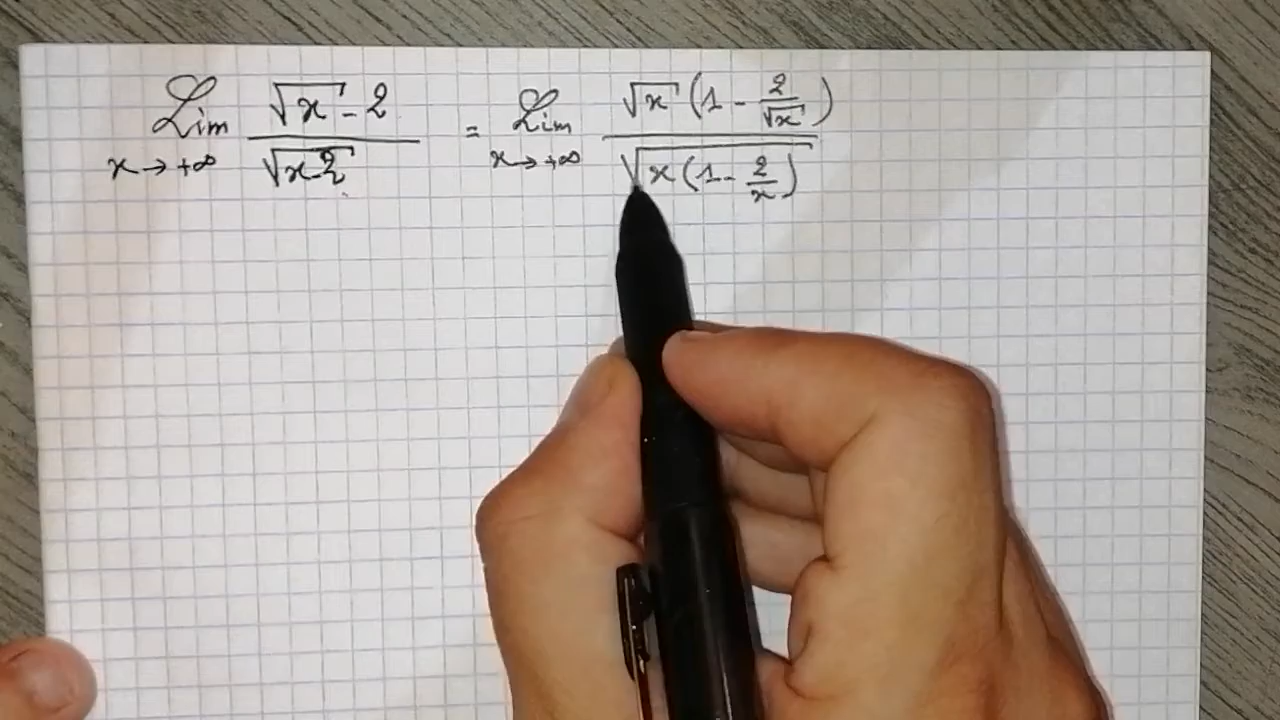 Lim x→+∞ (√x - 2) / √(x-2) = Lim x→+∞ √x (1 - 2/√x) / √(x(1 - 2/x))